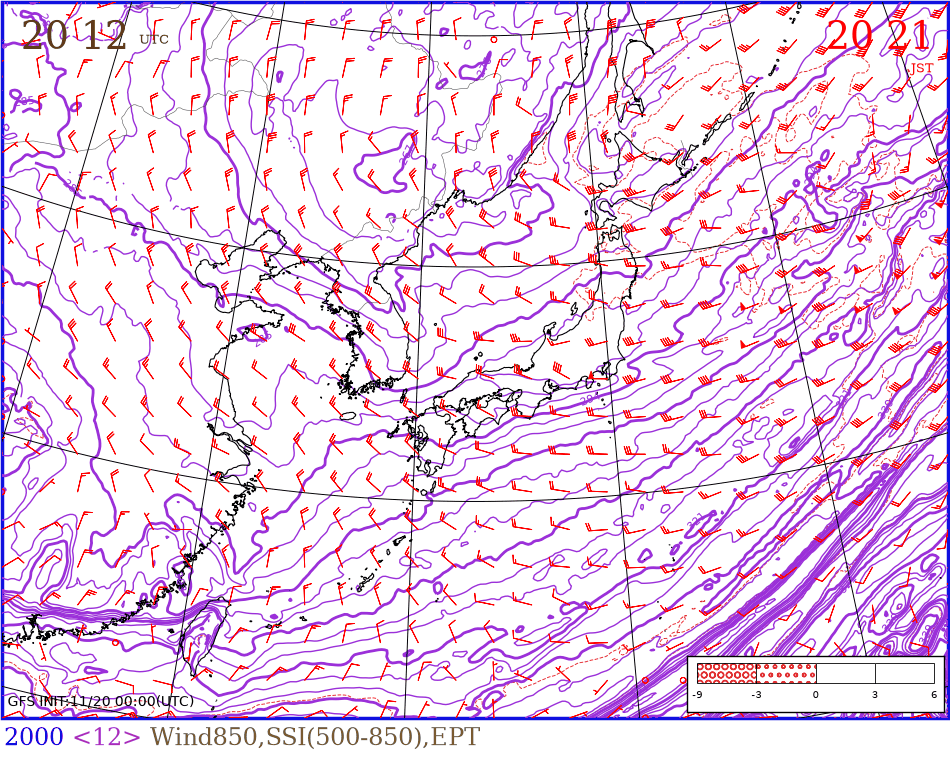 20 12 UTC
20 21
JST
GFS INIT:11/20 00:00(UTC)
-9 -3 0 3 6
2000 <12> Wind850,SSI(500-850),EPT